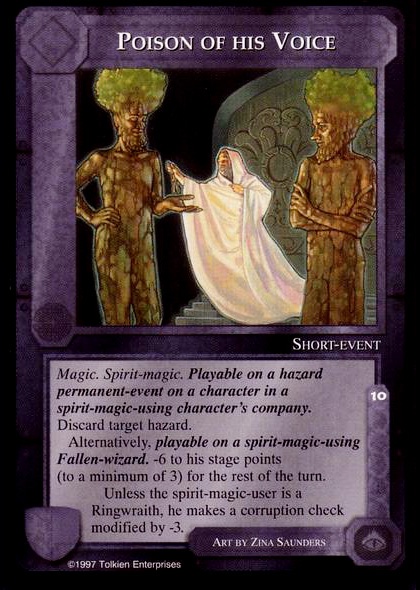 POISON OF HIS VOICE
SHORT-EVENT
Magic. Spirit-magic. Playable on a hazard
permanent-event on a character in a
spirit-magic-using character's company.
Discard target hazard.
Alternatively, playable on a spirit-magic-using
Fallen-wizard. -6 to his stage points
(to a minimum of 3) for the rest of the turn.
Unless the spirit-magic-user is a
Ringwraith, he makes a corruption check
modified by -3.
10
ART BY ZINA SAUNDERS
©1997 Tolkien Enterprises